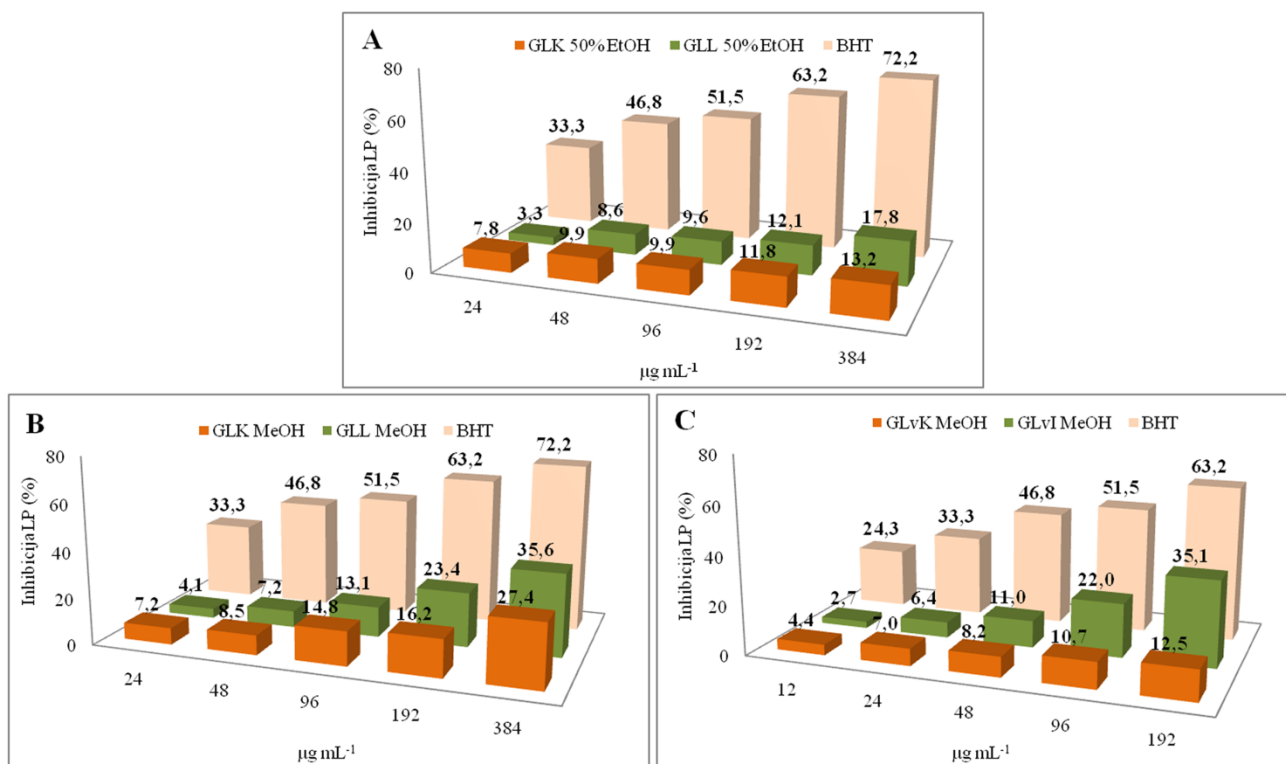 A
GLK 50%EtOH GLL 50%EtOH BHT
Inhibicija LP (%)
80
60
40
20
0
33,3 46,8 51,5 63,2 72,2
3,3 8,6 9,6 12,1 17,8
7,8 9,9 9,9 11,8 13,2
24 48 96 192 384
µg mL-1
B
GLK MeOH GLL MeOH BHT
Inhibicija LP (%)
80
60
40
20
0
33,3 46,8 51,5 63,2 72,2
4,1 7,2 13,1 23,4 35,6
7,2 8,5 14,8 16,2 27,4
24 48 96 192 384
µg mL-1
C
GLvK MeOH GLvI MeOH BHT
Inhibicija LP (%)
80
60
40
20
0
24,3 33,3 46,8 51,5 63,2
2,7 6,4 11,0 22,0 35,1
4,4 7,0 8,2 10,7 12,5
12 24 48 96 192
µg mL-1